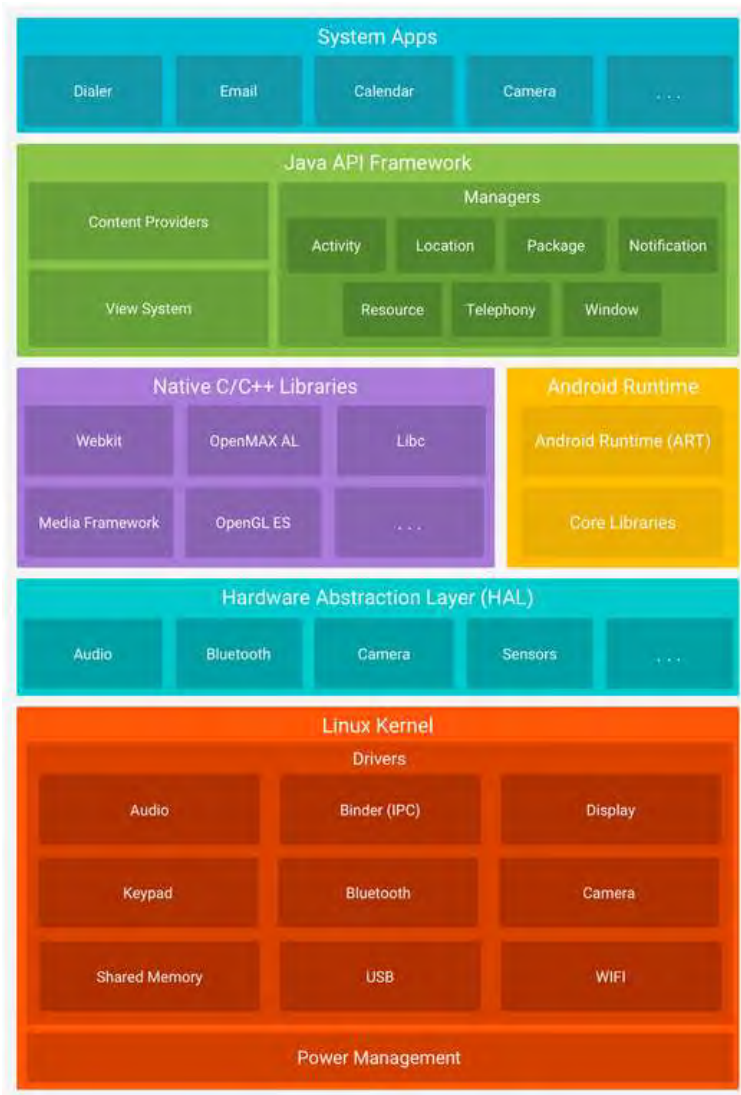 System Apps
Dialer
Email
Calendar
Camera
. . .
Java API Framework
Content Providers
View System
Managers
Activity
Location
Package
Notification
Resource
Telephony
Window
Native C/C++ Libraries
Webkit
OpenMAX AL
Libc
Media Framework
OpenGL ES
. . .
Android Runtime
Android Runtime (ART)
Core Libraries
Hardware Abstraction Layer (HAL)
Audio
Bluetooth
Camera
Sensors
. . .
Linux Kernel
Drivers
Audio
Binder (IPC)
Display
Keypad
Bluetooth
Camera
Shared Memory
USB
WIFI
Power Management